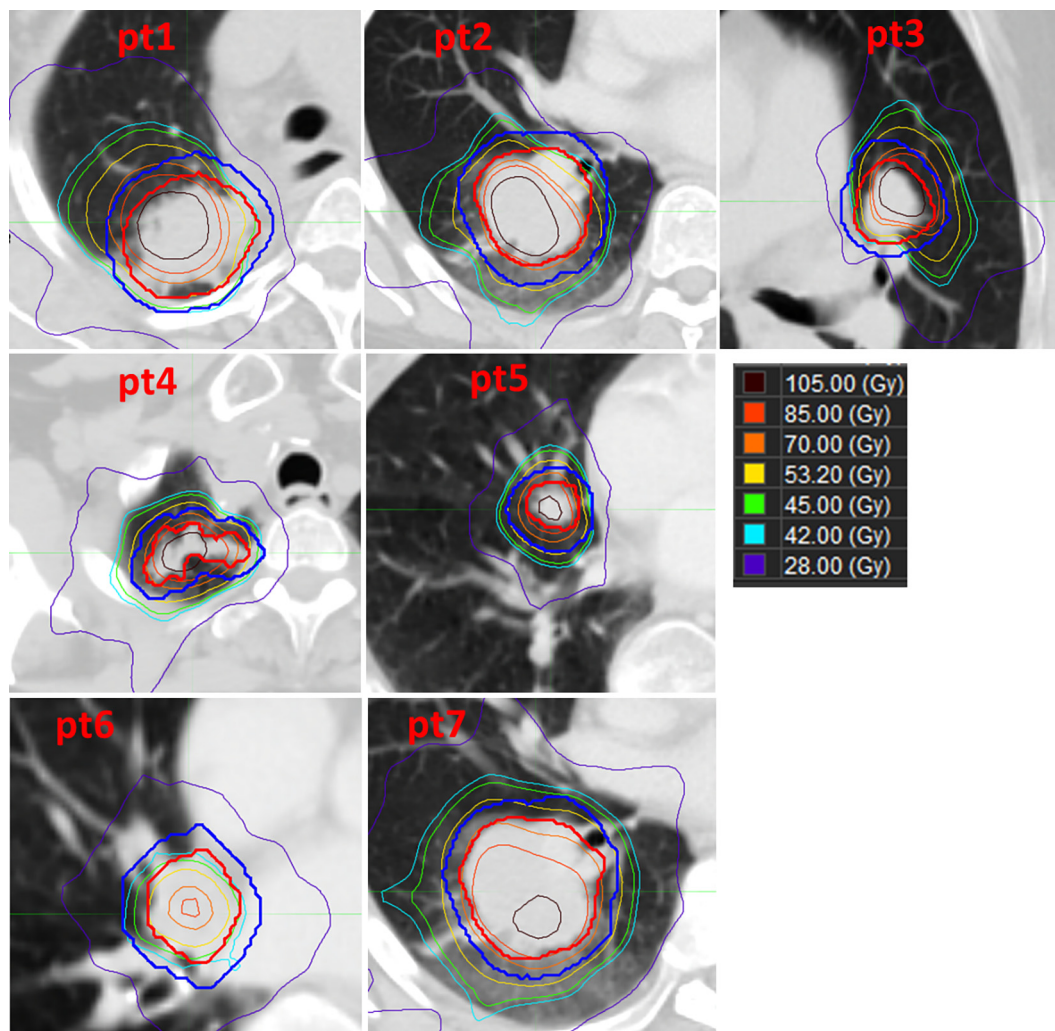 pt1
pt2
pt3
pt4
pt5
105.00 (Gy)
85.00 (Gy)
70.00 (Gy)
53.20 (Gy)
45.00 (Gy)
42.00 (Gy)
28.00 (Gy)
pt6
pt7